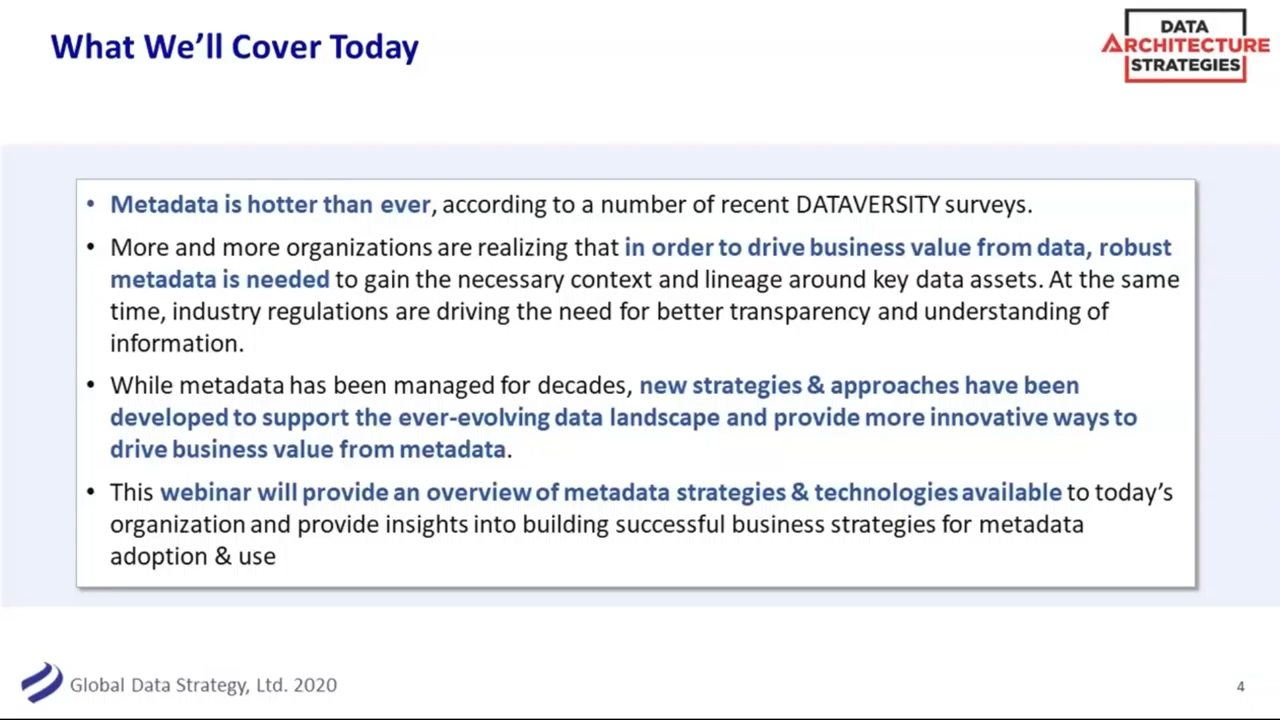 What We’ll Cover Today
DATA
ARCHITECTURE
STRATEGIES
• Metadata is hotter than ever, according to a number of recent DATAVERSITY surveys.
• More and more organizations are realizing that in order to drive business value from data, robust
metadata is needed to gain the necessary context and lineage around key data assets. At the same
time, industry regulations are driving the need for better transparency and understanding of
information.
• While metadata has been managed for decades, new strategies & approaches have been
developed to support the ever-evolving data landscape and provide more innovative ways to
drive business value from metadata.
• This webinar will provide an overview of metadata strategies & technologies available to today’s
organization and provide insights into building successful business strategies for metadata
adoption & use
Global Data Strategy, Ltd. 2020
4